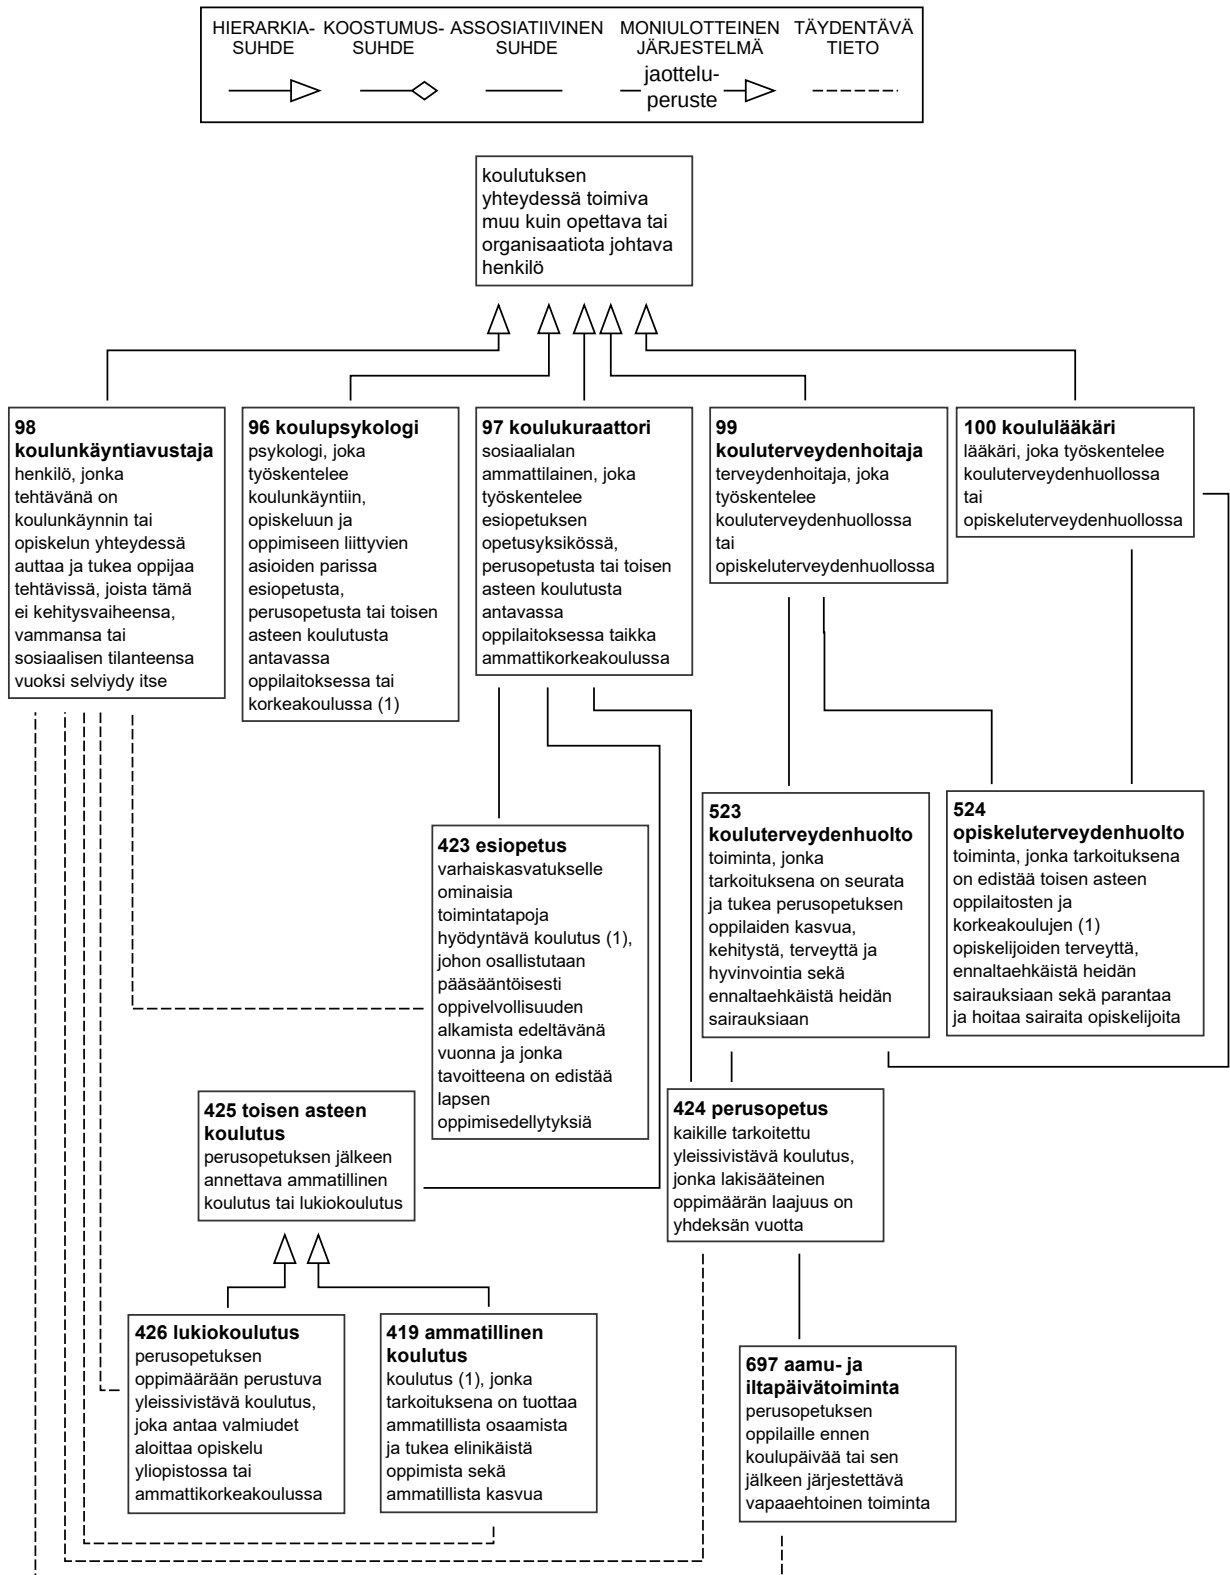 HIERARKIA-
SUHDE
KOOSTUMUS-
SUHDE
ASSOSIATIIVINEN
SUHDE
MONIULOTTEINEN
JÄRJESTELMÄ
jaottelu-
peruste
TÄYDENTÄVÄ
TIETO
koulutuksen
yhteydessä toimiva
muu kuin opettava tai
organisaatiota johtava
henkilö
98
koulunkäyntiavustaja
henkilö, jonka
tehtävänä on
koulunkäynnin tai
opiskelun yhteydessä
auttaa ja tukea oppijaa
tehtävissä, joista tämä
ei kehitysvaiheensa,
vammansa tai
sosiaalisen tilanteensa
vuoksi selviydy itse
96 koulupsykologi
psykologi, joka
työskentelee
koulunkäyntiin,
opiskeluun ja
oppimiseen liittyvien
asioiden parissa
esiopetusta,
perusopetusta tai toisen
asteen koulutusta
antavassa
oppilaitoksessa tai
korkeakoulussa (1)
97 koulukuraattori
sosiaalialan
ammattilainen, joka
työskentelee
esiopetuksen
opetusyksikössä,
perusopetusta tai toisen
asteen koulutusta
antavassa
oppilaitoksessa taikka
ammattikorkeakoulussa
99
kouluterveydenhoitaja
terveydenhoitaja, joka
työskentelee
kouluterveydenhuollossa
tai
opiskeluterveydenhuollossa
100 koululääkäri
lääkäri, joka työskentelee
kouluterveydenhuollossa
tai
opiskeluterveydenhuollossa
423 esiopetus
varhaiskasvatukselle
ominaisia
toimintatapoja
hyödyntävä koulutus (1),
johon osallistutaan
pääsääntöisesti
oppivelvollisuuden
alkamista edeltävänä
vuonna ja jonka
tavoitteena on edistää
lapsen
oppimisedellytyksiä
523
kouluterveydenhuolto
toiminta, jonka
tarkoituksena on seurata
ja tukea perusopetuksen
oppilaiden kasvua,
kehitystä, terveyttä ja
hyvinvointia sekä
ennaltaehkäistä heidän
sairauksiaan
524
opiskeluterveydenhuolto
toiminta, jonka tarkoituksena
on edistää toisen asteen
oppilaitosten ja
korkeakoulujen (1)
opiskelijoiden terveyttä,
ennaltaehkäistä heidän
sairauksiaan sekä parantaa
ja hoitaa sairaita opiskelijoita
425 toisen asteen
koulutus
perusopetuksen jälkeen
annettava ammatillinen
koulutus tai lukiokoulutus
424 perusopetus
kaikille tarkoitettu
yleissivistävä koulutus,
jonka lakisääteinen
oppimäärän laajuus on
yhdeksän vuotta
426 lukiokoulutus
perusopetuksen
oppimäärään perustuva
yleissivistävä koulutus,
joka antaa valmiudet
aloittaa opiskelu
yliopistossa tai
ammattikorkeakoulussa
419 ammatillinen
koulutus
koulutus (1), jonka
tarkoituksena on tuottaa
ammatillista osaamista
ja tukea elinikäistä
oppimista sekä
ammatillista kasvua
697 aamu- ja
iltapäivätoiminta
perusopetuksen
oppilaille ennen
koulupäivää tai sen
jälkeen järjestettävä
vapaaehtoinen toiminta